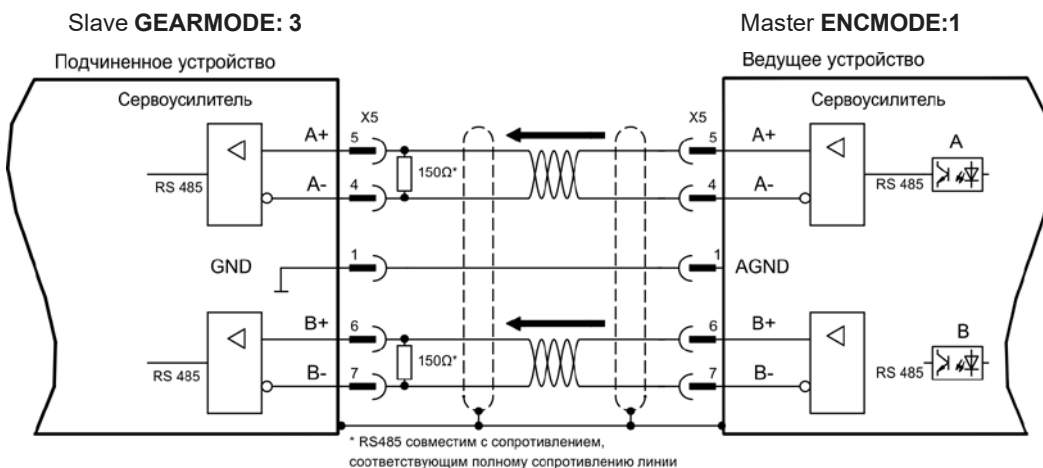 Slave GEARMODE: 3
Master ENCMODE:1
Подчиненное устройство
Ведущее устройство
Сервоусилитель
Сервоусилитель
X5
X5
A+
5
5
A+
A
150Ω*
RS 485
A-
4
4
A-
RS 485
GND
1
1
AGND
B+
6
6
B+
B
150Ω*
RS 485
B-
7
7
B-
RS 485
* RS485 совместим с сопротивлением,
соответствующим полному сопротивлению линии